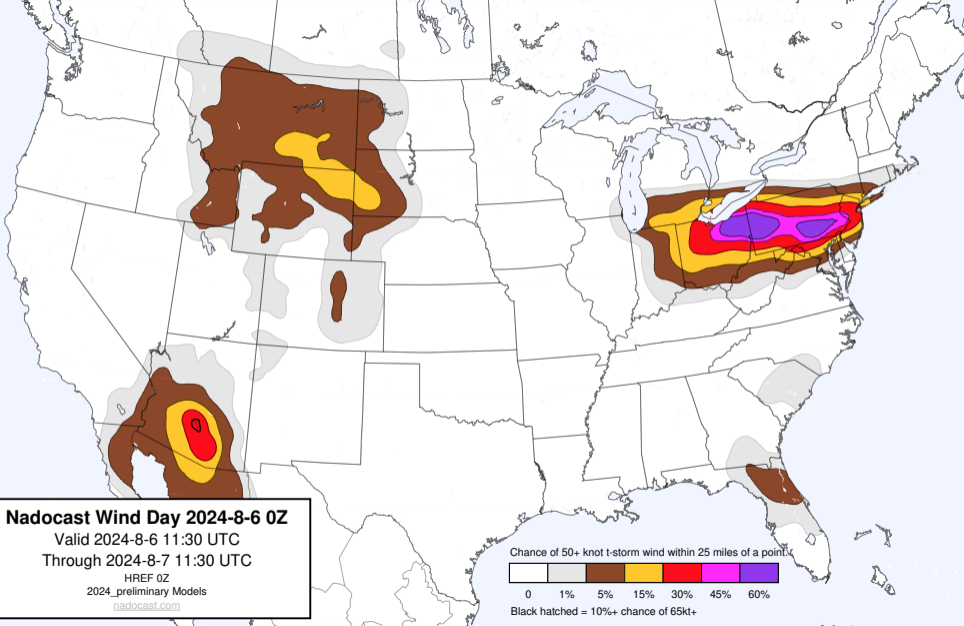 Nadocast Wind Day 2024-8-6 0Z
Valid 2024-8-6 11:30 UTC
Through 2024-8-7 11:30 UTC
HREF 0Z
2024_preliminary Models
nadocast.com
Chance of 50+ knot t-storm wind within 25 miles of a point.
0 1% 5% 15% 30% 45% 60%
Black hatched = 10%+ chance of 65kt+